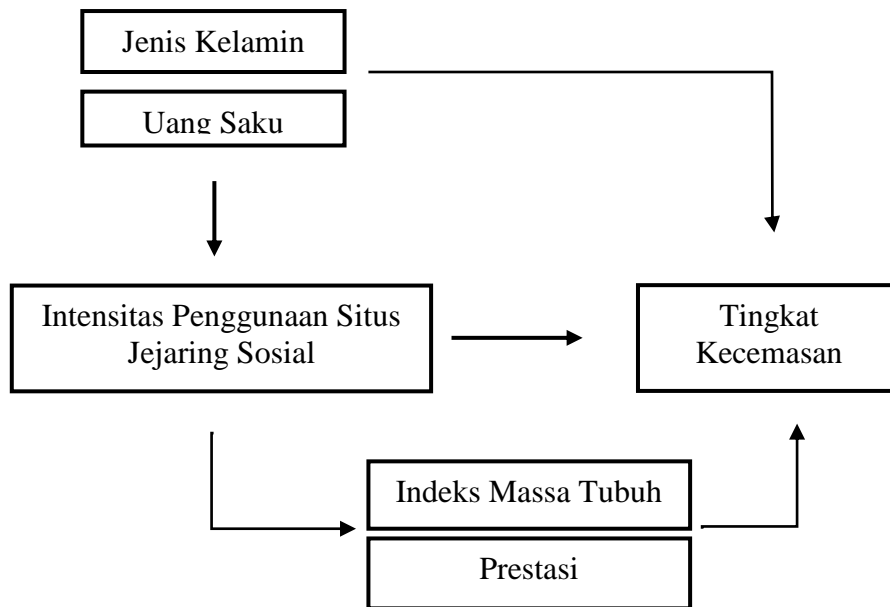 Jenis Kelamin
Uang Saku
Intensitas Penggunaan Situs
Jejaring Sosial
Tingkat
Kecemasan
Indeks Massa Tubuh
Prestasi